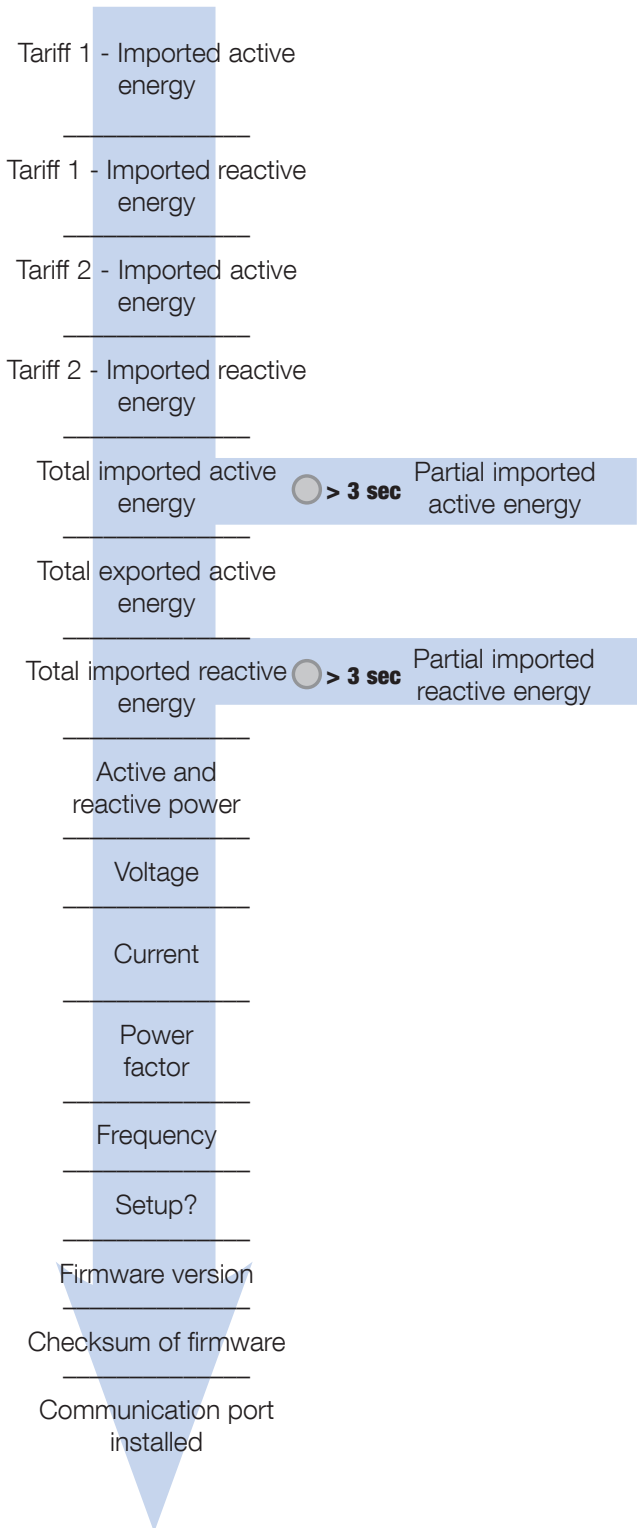 Tariff 1 - Imported active
energy
Tariff 1 - Imported reactive
energy
Tariff 2 - Imported active
energy
Tariff 2 - Imported reactive
energy
Total imported active
energy
> 3 sec
Partial imported
active energy
Total exported active
energy
Total imported reactive
energy
> 3 sec
Partial imported
reactive energy
Active and
reactive power
Voltage
Current
Power
factor
Frequency
Setup?
Firmware version
Checksum of firmware
Communication port
installed